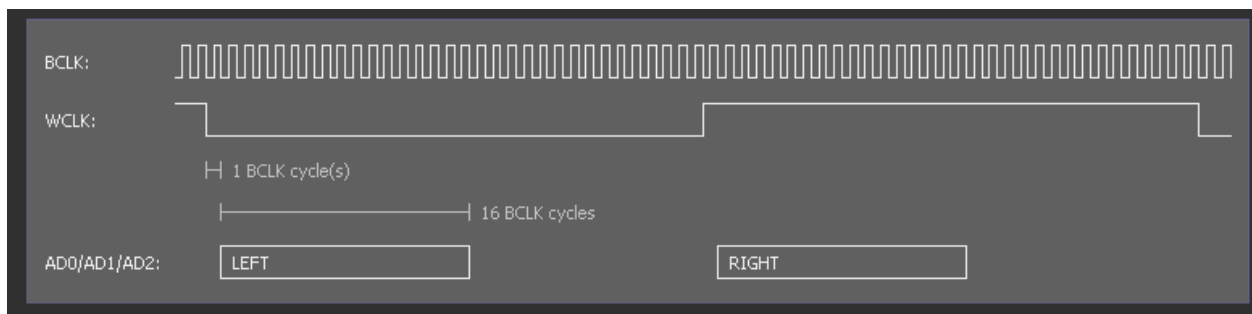 BCLK:
WCLK:
1 BCLK cycle(s)
16 BCLK cycles
AD0/AD1/AD2: LEFT RIGHT